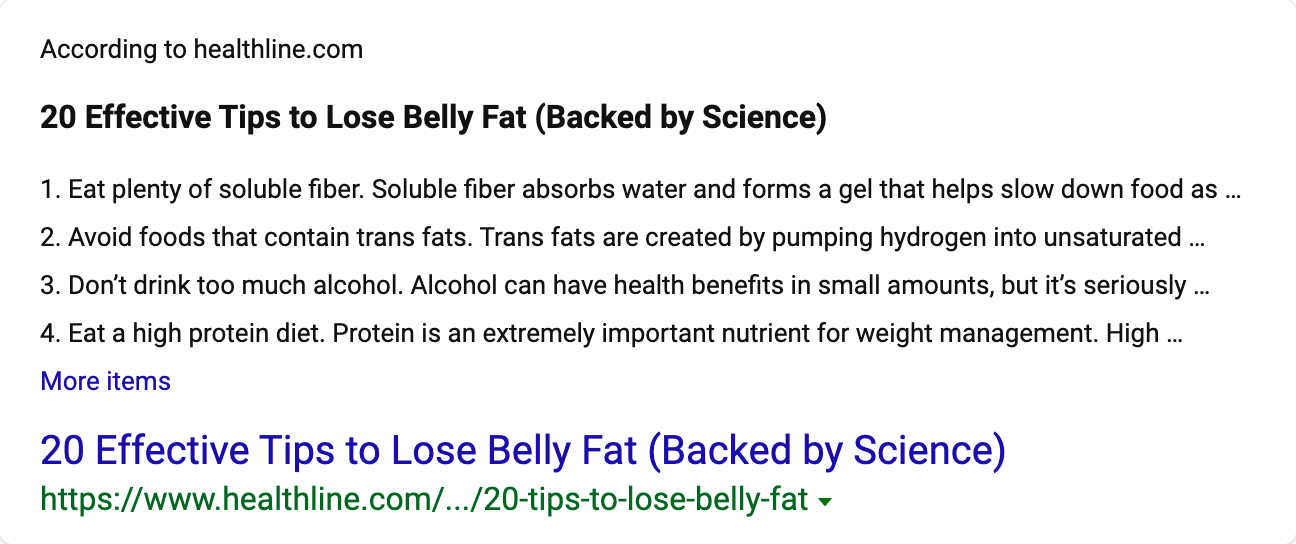 According to healthline.com
20 Effective Tips to Lose Belly Fat (Backed by Science)
1. Eat plenty of soluble fiber. Soluble fiber absorbs water and forms a gel that helps slow down food as ...
2. Avoid foods that contain trans fats. Trans fats are created by pumping hydrogen into unsaturated ...
3. Don’t drink too much alcohol. Alcohol can have health benefits in small amounts, but it’s seriously ...
4. Eat a high protein diet. Protein is an extremely important nutrient for weight management. High ...
More items
20 Effective Tips to Lose Belly Fat (Backed by Science)
https://www.healthline.com/.../20-tips-to-lose-belly-fat